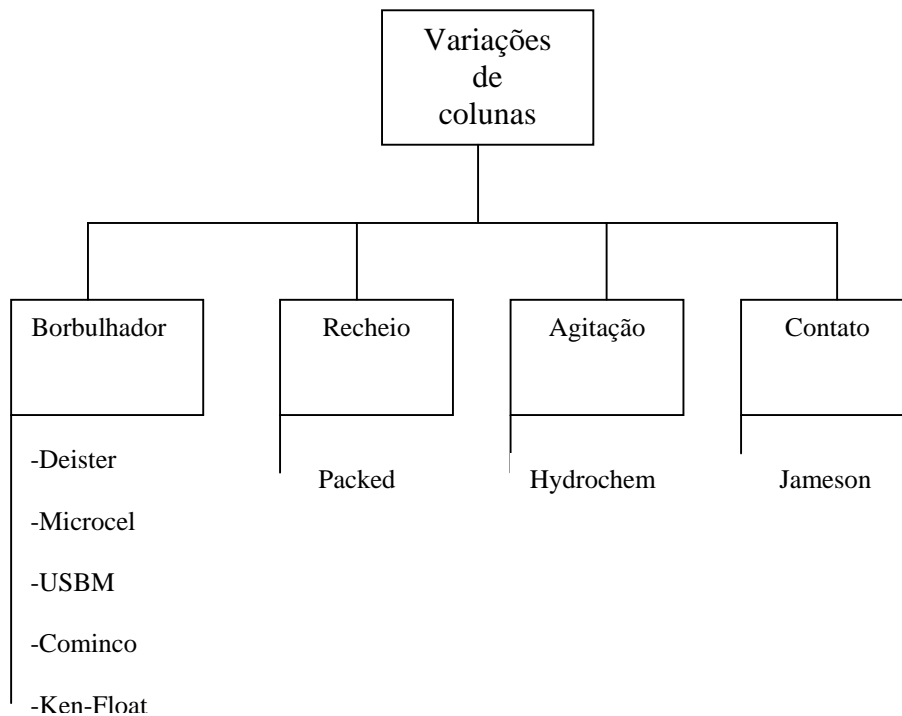 Variações
de
colunas
Borbulhador
Recheio
Agitação
Contato
-Deister
-Microcel
-USBM
-Cominco
-Ken-Float
Packed
Hydrochem
Jameson